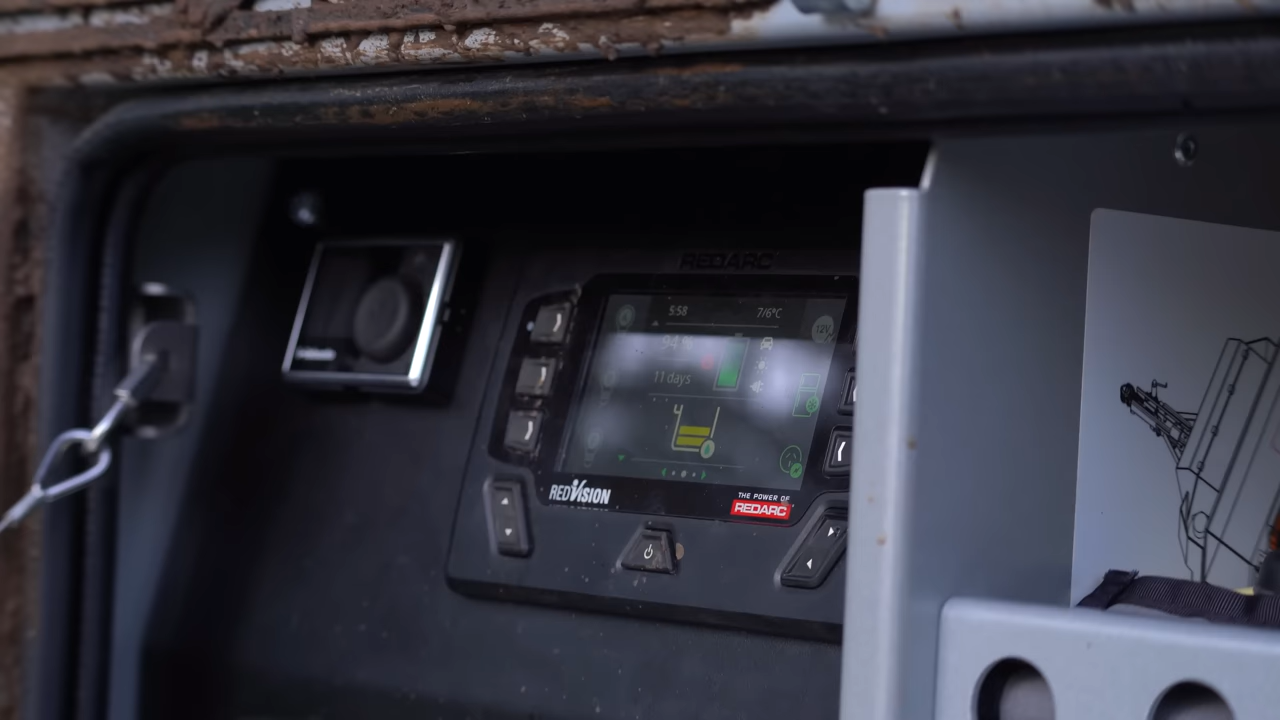 REDARC
5:58 7/6°C
12V
94%
11 days
REDVISION
THE POWER OF
REDARC